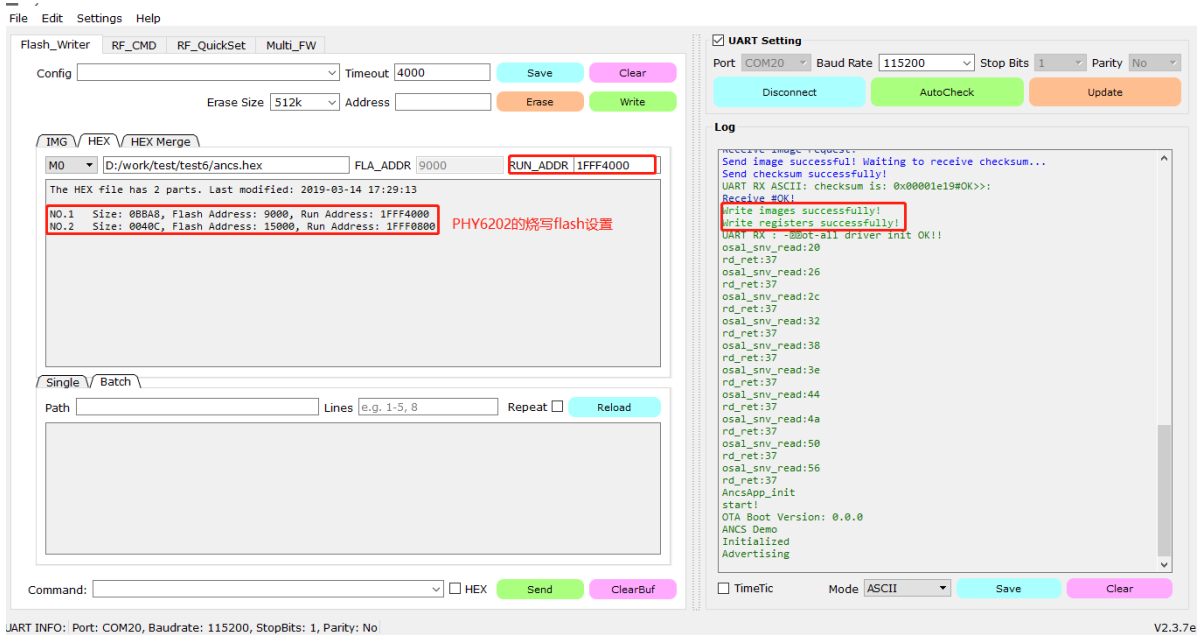 File Edit Settings Help
Flash_Writer RF_CMD RF_QuickSet Multi_FW
Config Timeout 4000 Save Clear
Erase Size 512k Address Erase Write
IMG HEX HEX Merge
M0 D:/work/test/test6/ancs.hex FLA_ADDR 9000 RUN_ADDR 1FFF4000
The HEX file has 2 parts. Last modified: 2019-03-14 17:29:13
NO.1 Size: 0BBA8, Flash Address: 9000, Run Address: 1FFF4000
NO.2 Size: 0040C, Flash Address: 15000, Run Address: 1FFF0800
PHY6202的烧写flash设置
Single Batch
Path Lines e.g. 1-5, 8 Repeat Reload
Command: HEX Send ClearBuf
UART Setting
Port COM20 Baud Rate 115200 Stop Bits 1 Parity No
Disconnect AutoCheck Update
Log
Receive image request!
Send image successful! Waiting to receive checksum...
Send checksum successfully!
UART RX ASCII: checksum is: 0x00001e19#OK>>:
Receive #OK!
Write images successfully!
Write registers successfully!
UART RX : -ot-all driver init OK!!
osal_snv_read:20
rd_ret:37
osal_snv_read:26
rd_ret:37
osal_snv_read:2c
rd_ret:37
osal_snv_read:32
rd_ret:37
osal_snv_read:38
rd_ret:37
osal_snv_read:3e
rd_ret:37
osal_snv_read:44
rd_ret:37
osal_snv_read:4a
rd_ret:37
osal_snv_read:50
rd_ret:37
osal_snv_read:56
rd_ret:37
AncsApp_init
start!
OTA Boot Version: 0.0.0
ANCS Demo
Initialized
Advertising
TimeTic Mode ASCII Save Clear
UART INFO: Port: COM20, Baudrate: 115200, StopBits: 1, Parity: No
V2.3.7e